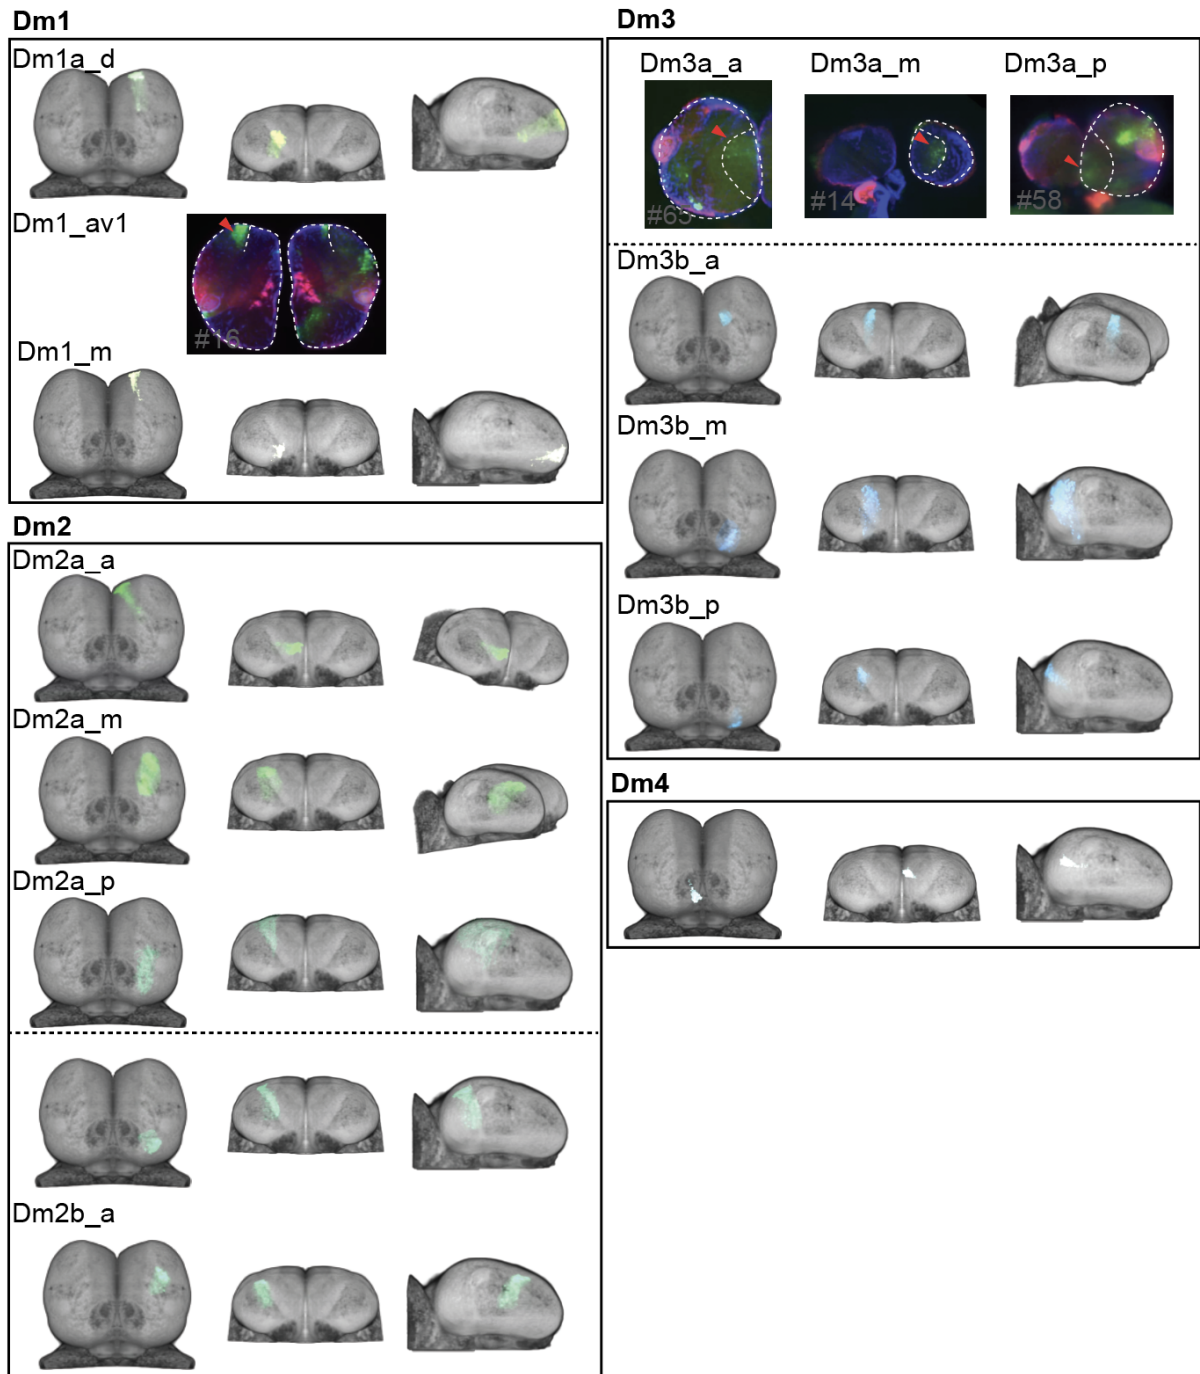 Dm1
Dm1a_d
Dm1_av1
#16
Dm1_m
Dm2
Dm2a_a
Dm2a_m
Dm2a_p
Dm2b_a
Dm3
Dm3a_a Dm3a_m Dm3a_p
#65 #14 #58
Dm3b_a
Dm3b_m
Dm3b_p
Dm4